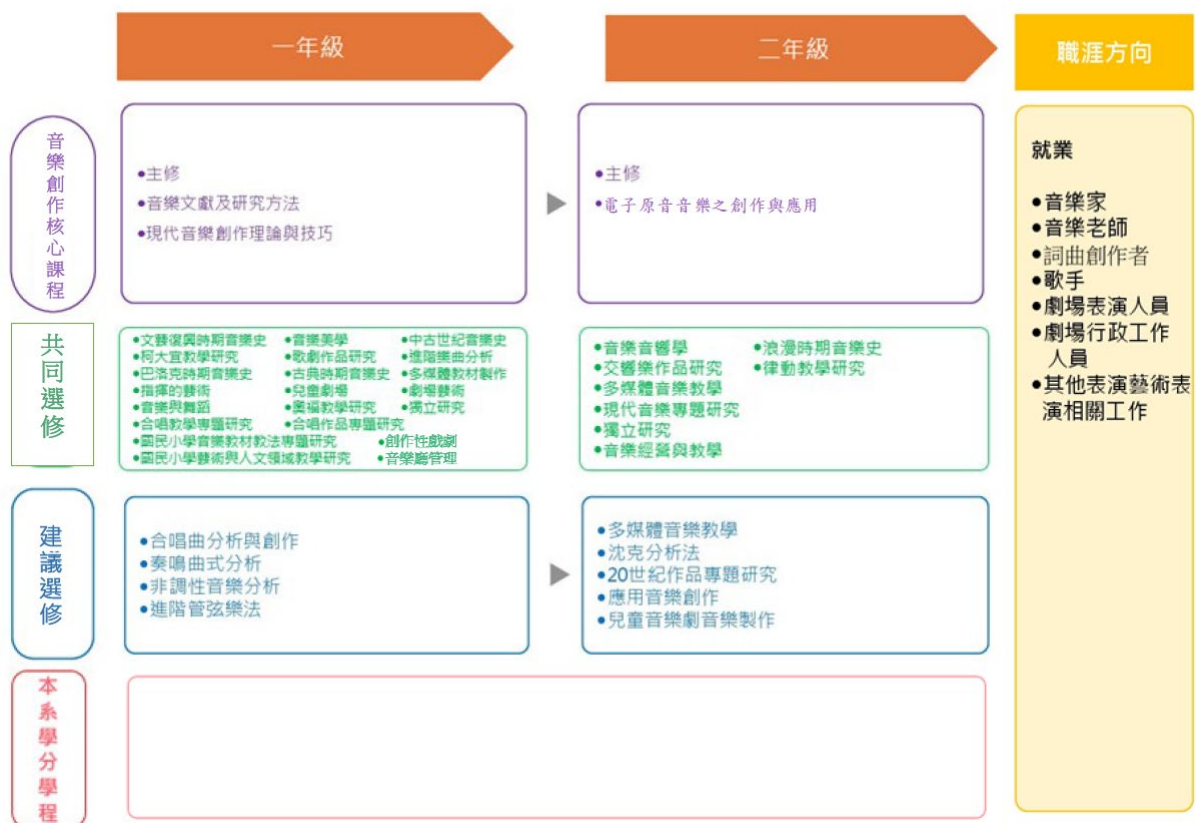 一年級
二年級
職涯方向
音樂創作核心課程
•主修
•音樂文獻及研究方法
•現代音樂創作理論與技巧
•主修
•電子原音音樂之創作與應用
共同選修
•文藝復興時期音樂史 •音樂美學 •中古世紀音樂史
•柯大宜教學研究 •歌劇作品研究 •進階樂曲分析
•巴洛克時期音樂史 •古典時期音樂史 •多媒體教材製作
•指揮的藝術 •兒童劇場 •劇場藝術
•音樂與舞蹈 •奧福教學研究 •獨立研究
•合唱教學專題研究 •合唱作品專題研究
•國民小學音樂教材教法專題研究 •創作性戲劇
•國民小學藝術與人文領域教學研究 •音樂廳管理
•音樂音響學 •浪漫時期音樂史
•交響樂作品研究 •律動教學研究
•多媒體音樂教學
•現代音樂專題研究
•獨立研究
•音樂經營與教學
建議選修
•合唱曲分析與創作
•奏鳴曲式分析
•非調性音樂分析
•進階管弦樂法
•多媒體音樂教學
•沈克分析法
•20世紀作品專題研究
•應用音樂創作
•兒童音樂劇音樂製作
本系學分學程
就業
•音樂家
•音樂老師
•詞曲創作者
•歌手
•劇場表演人員
•劇場行政工作
人員
•其他表演藝術表
演相關工作